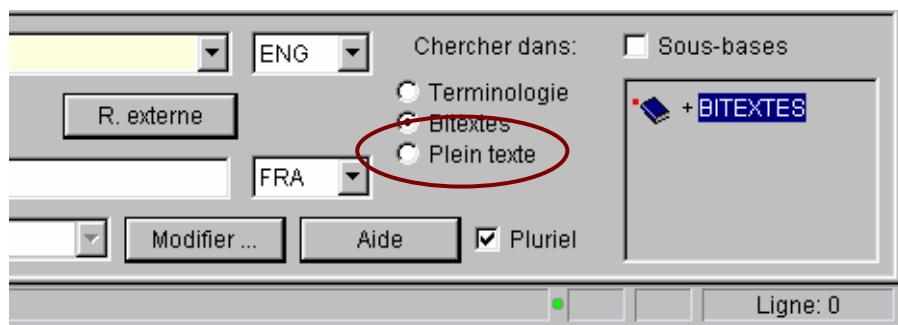 ENG
Chercher dans:
Sous-bases
Terminologie
+ BITEXTES
R. externe
Bitextes
Plein texte
FRA
Modifier ...
Aide
Pluriel
Ligne: 0